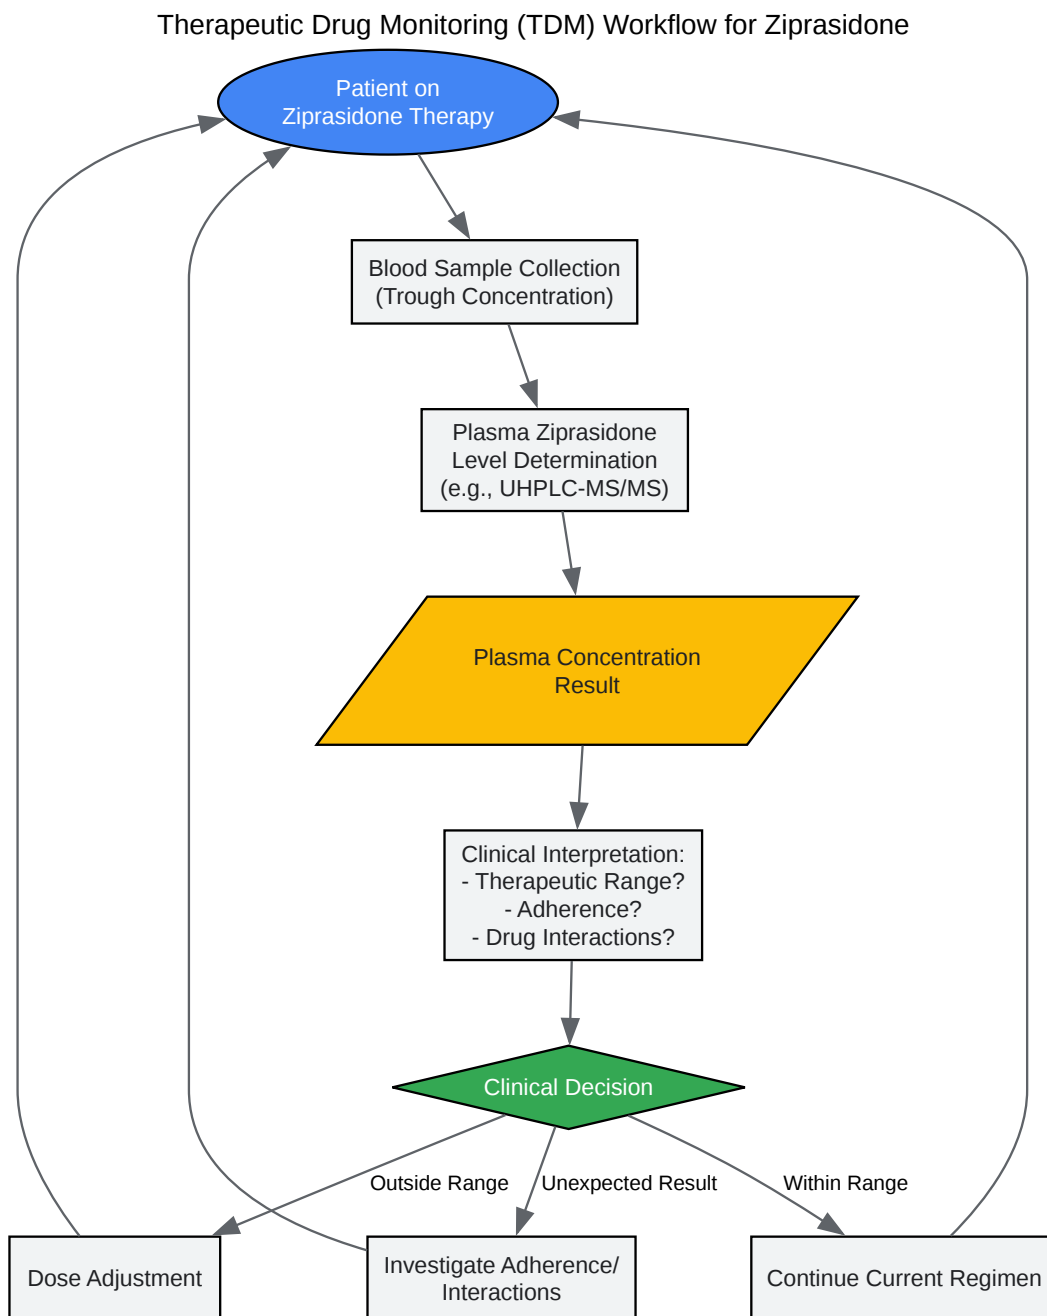 Therapeutic Drug Monitoring (TDM) Workflow for Ziprasidone
Patient on
Ziprasidone Therapy
Blood Sample Collection
(Trough Concentration)
Plasma Ziprasidone
Level Determination
(e.g., UHPLC-MS/MS)
Plasma Concentration
Result
Clinical Interpretation:
- Therapeutic Range?
- Adherence?
- Drug Interactions?
Clinical Decision
Outside Range
Unexpected Result
Within Range
Dose Adjustment
Investigate Adherence/
Interactions
Continue Current Regimen